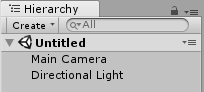 Hierarchy
Create All
Untitled
Main Camera
Directional Light